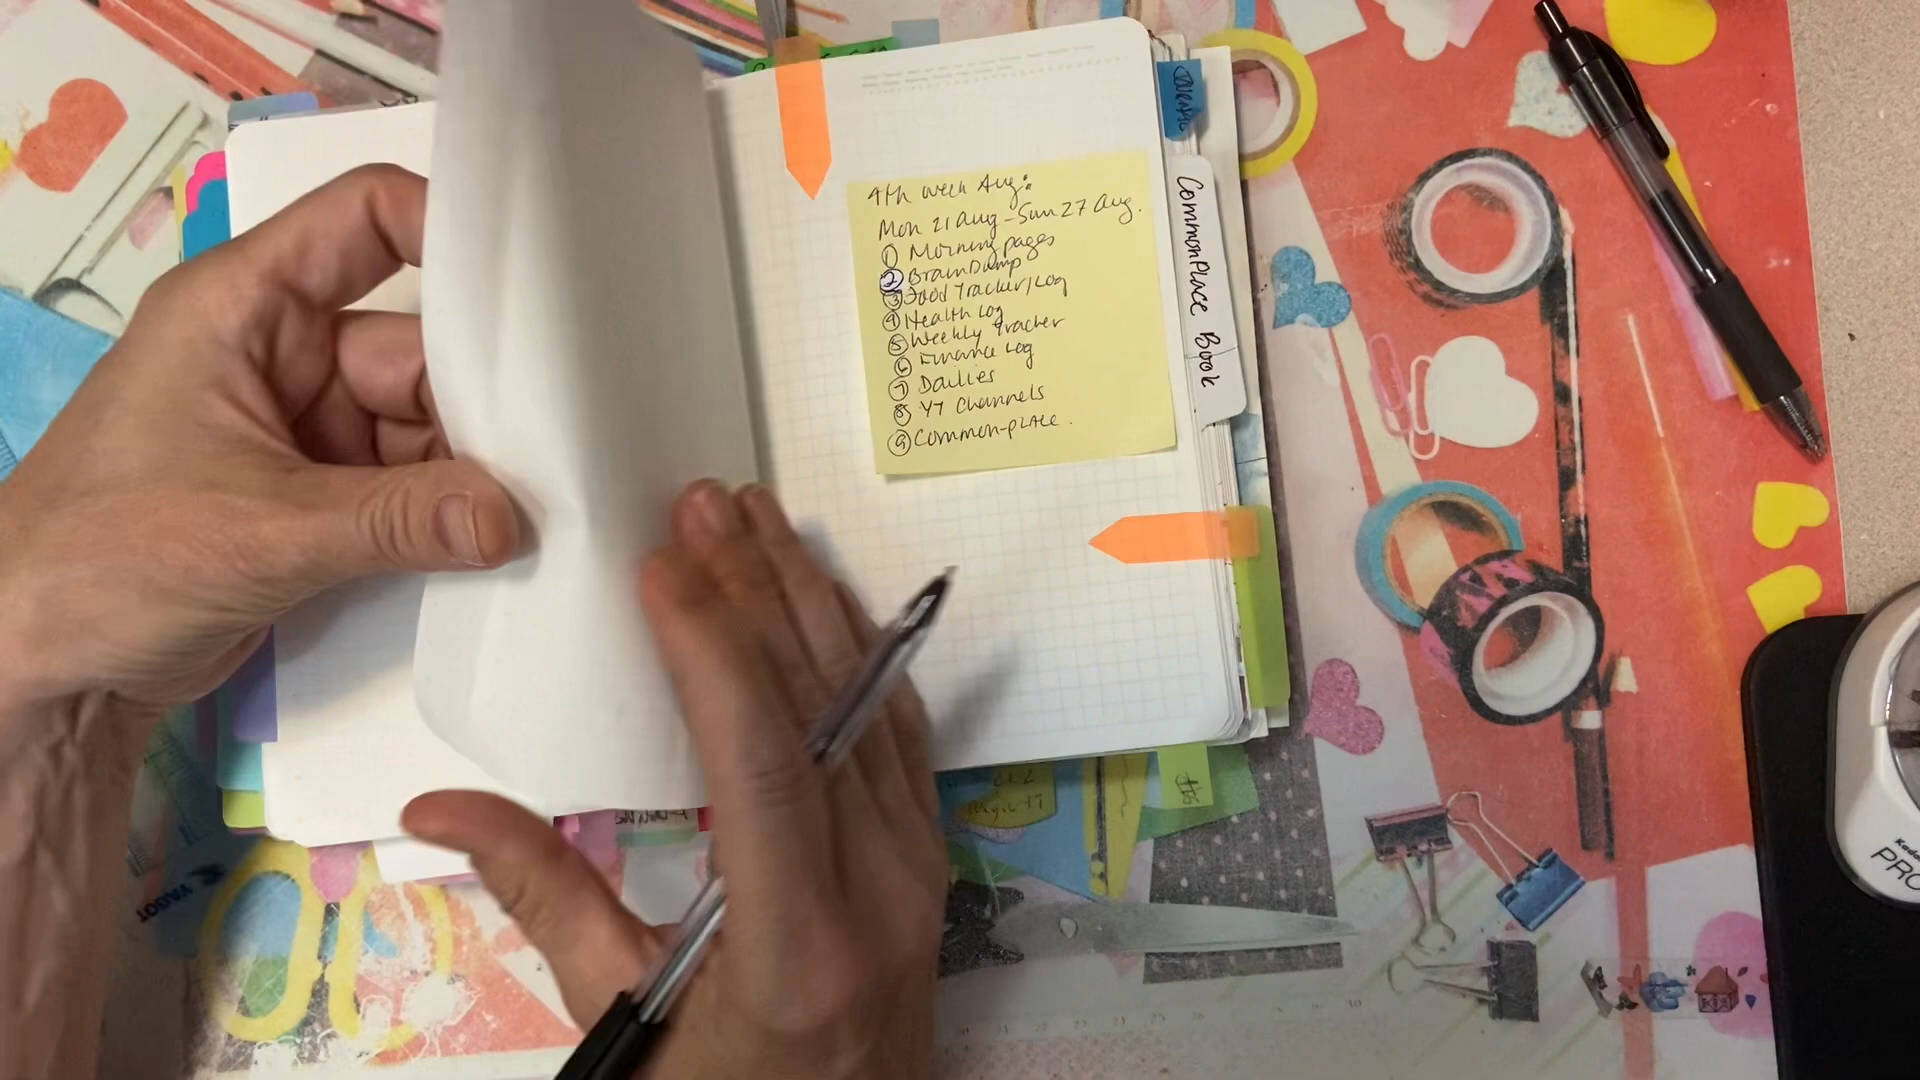 4th week Aug:
Mon 21 Aug - Sun 27 Aug.
① Morning pages
② BrainDump
③ Food Tracker/Log
④ Health Log
⑤ Weekly Tracker
⑥ Finance Log
⑦ Dailies
⑧ YT Channels
⑨ Common-place.
CommonPlace Book
PRO